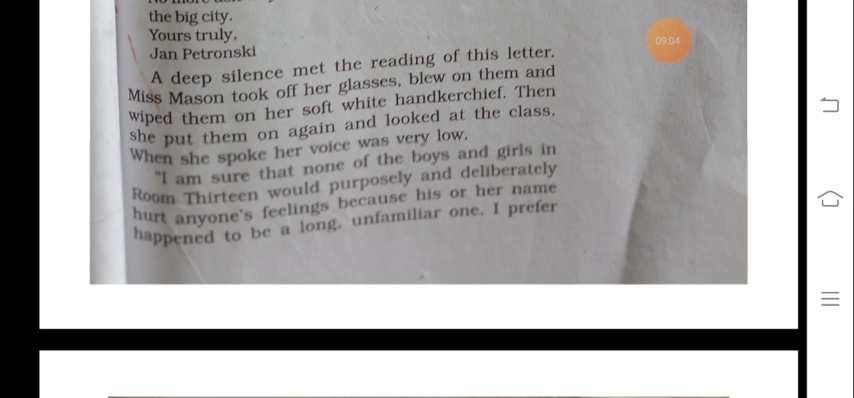 the big city.
Yours truly,
Jan Petronski
A deep silence met the reading of this letter.
Miss Mason took off her glasses, blew on them and
wiped them on her soft white handkerchief. Then
she put them on again and looked at the class.
When she spoke her voice was very low.
"I am sure that none of the boys and girls in
Room Thirteen would purposely and deliberately
hurt anyone's feelings because his or her name
happened to be a long, unfamiliar one. I prefer
09:04